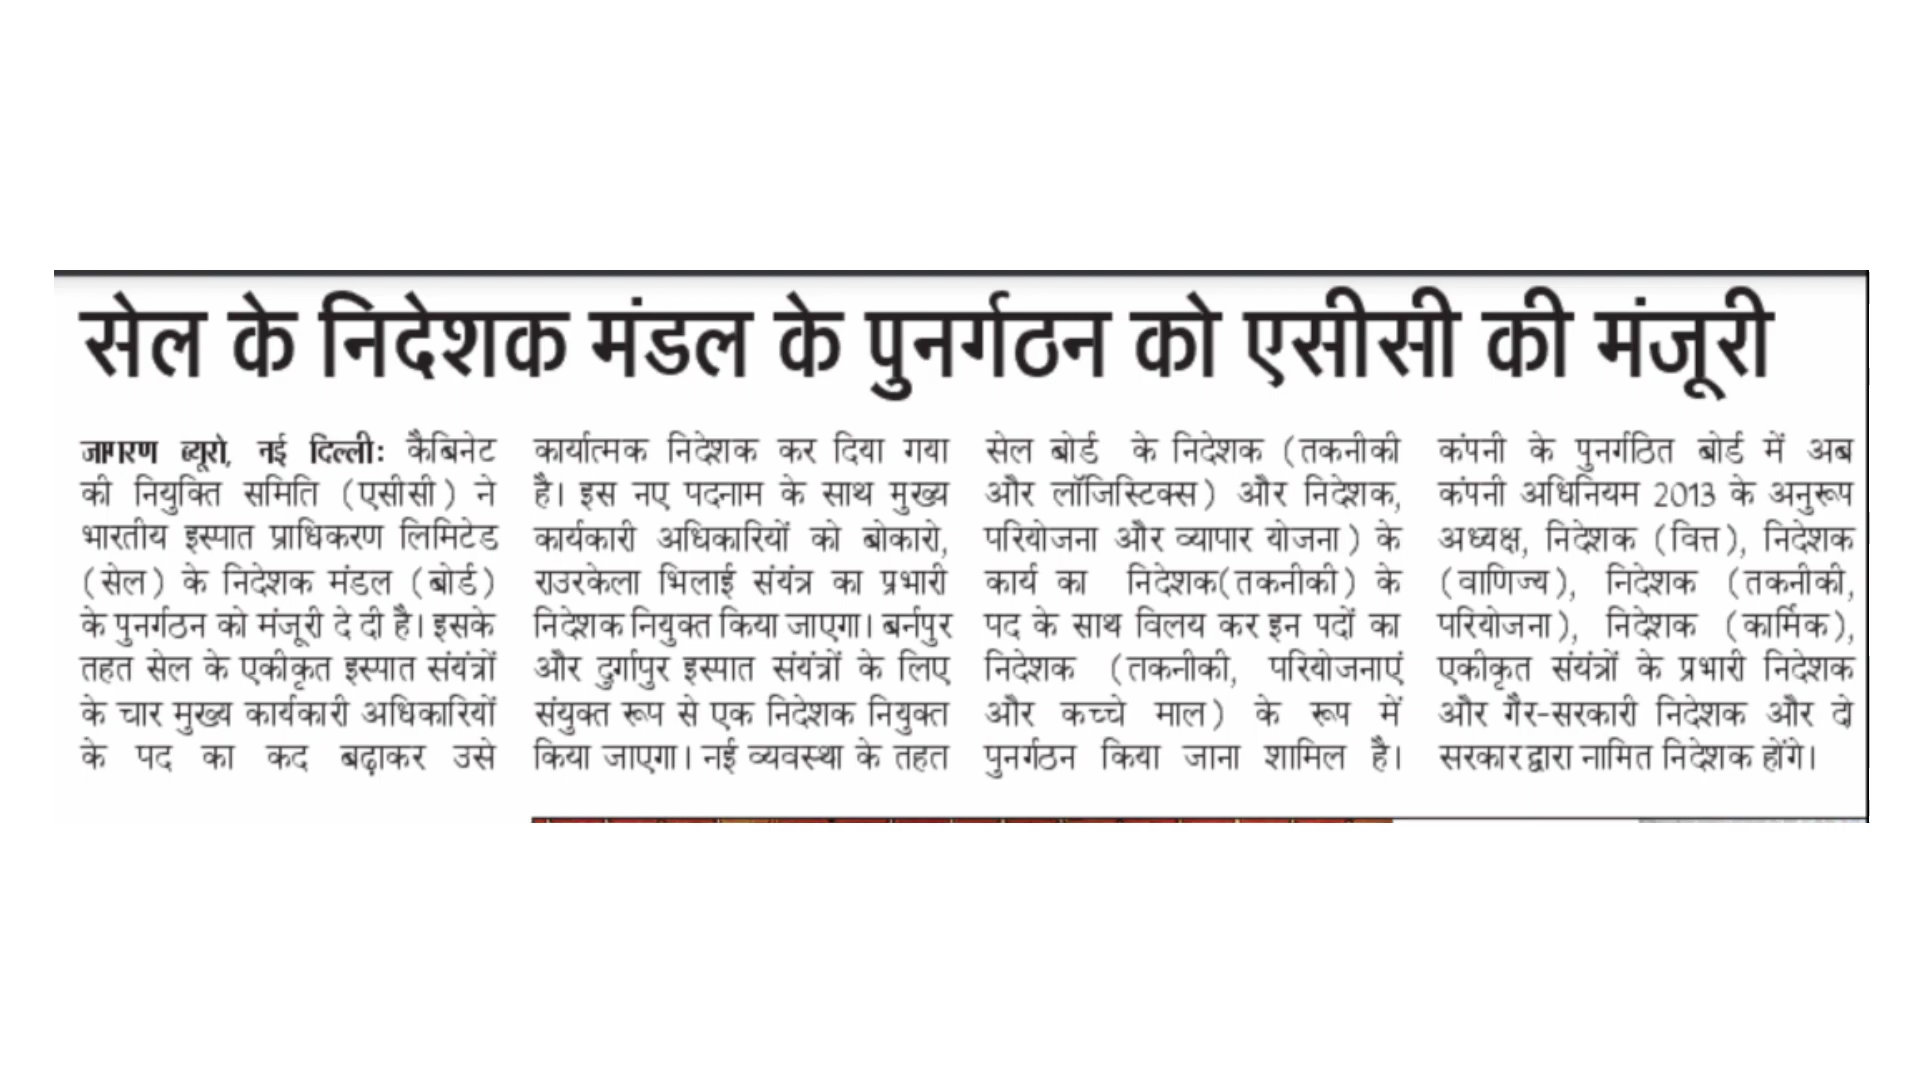 सेल के निदेशक मंडल के पुनर्गठन को एसीसी की मंजूरी
जागरण ब्यूरो, नई दिल्ली: कैबिनेट
की नियुक्ति समिति (एसीसी) ने
भारतीय इस्पात प्राधिकरण लिमिटेड
(सेल) के निदेशक मंडल (बोर्ड)
के पुनर्गठन को मंजूरी दे दी है। इसके
तहत सेल के एकीकृत इस्पात संयंत्रों
के चार मुख्य कार्यकारी अधिकारियों
के पद का कद बढ़ाकर उसे
कार्यात्मक निदेशक कर दिया गया
है। इस नए पदनाम के साथ मुख्य
कार्यकारी अधिकारियों को बोकारो,
राउरकेला भिलाई संयंत्र का प्रभारी
निदेशक नियुक्त किया जाएगा। बर्नपुर
और दुर्गापुर इस्पात संयंत्रों के लिए
संयुक्त रूप से एक निदेशक नियुक्त
किया जाएगा। नई व्यवस्था के तहत
सेल बोर्ड के निदेशक (तकनीकी
और लॉजिस्टिक्स) और निदेशक,
परियोजना और व्यापार योजना) के
कार्य का निदेशक(तकनीकी) के
पद के साथ विलय कर इन पदों का
निदेशक (तकनीकी, परियोजनाएं
और कच्चे माल) के रूप में
पुनर्गठन किया जाना शामिल है।
कंपनी के पुनर्गठित बोर्ड में अब
कंपनी अधिनियम 2013 के अनुरूप
अध्यक्ष, निदेशक (वित्त), निदेशक
(वाणिज्य), निदेशक (तकनीकी,
परियोजना), निदेशक (कार्मिक),
एकीकृत संयंत्रों के प्रभारी निदेशक
और गैर-सरकारी निदेशक और दो
सरकार द्वारा नामित निदेशक होंगे।